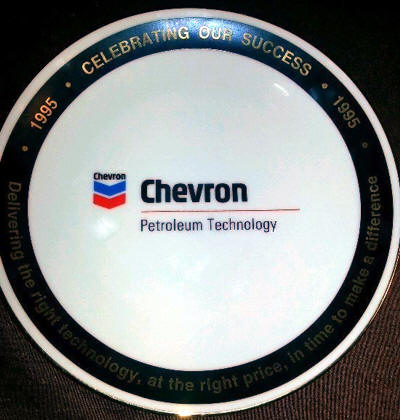 1995 • CELEBRATING OUR SUCCESS • 1995
Chevron
Chevron
Petroleum Technology
Delivering the right technology, at the right price, in time to make a difference